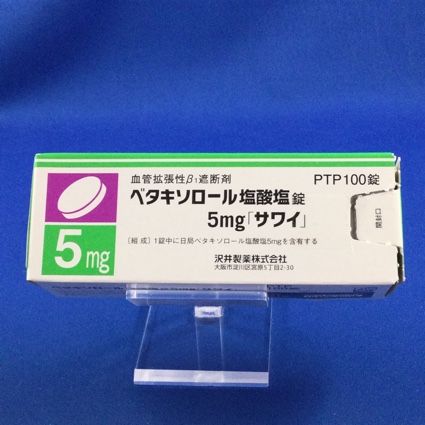 血管拡張性β₁遮断剤
PTP100錠
ベタキソロール塩酸塩錠
5mg「サワイ」
5mg
〔組成〕1錠中に日局ベタキソロール塩酸塩5mgを含有する
沢井製薬株式会社
大阪市淀川区宮原5丁目2-30
開封口